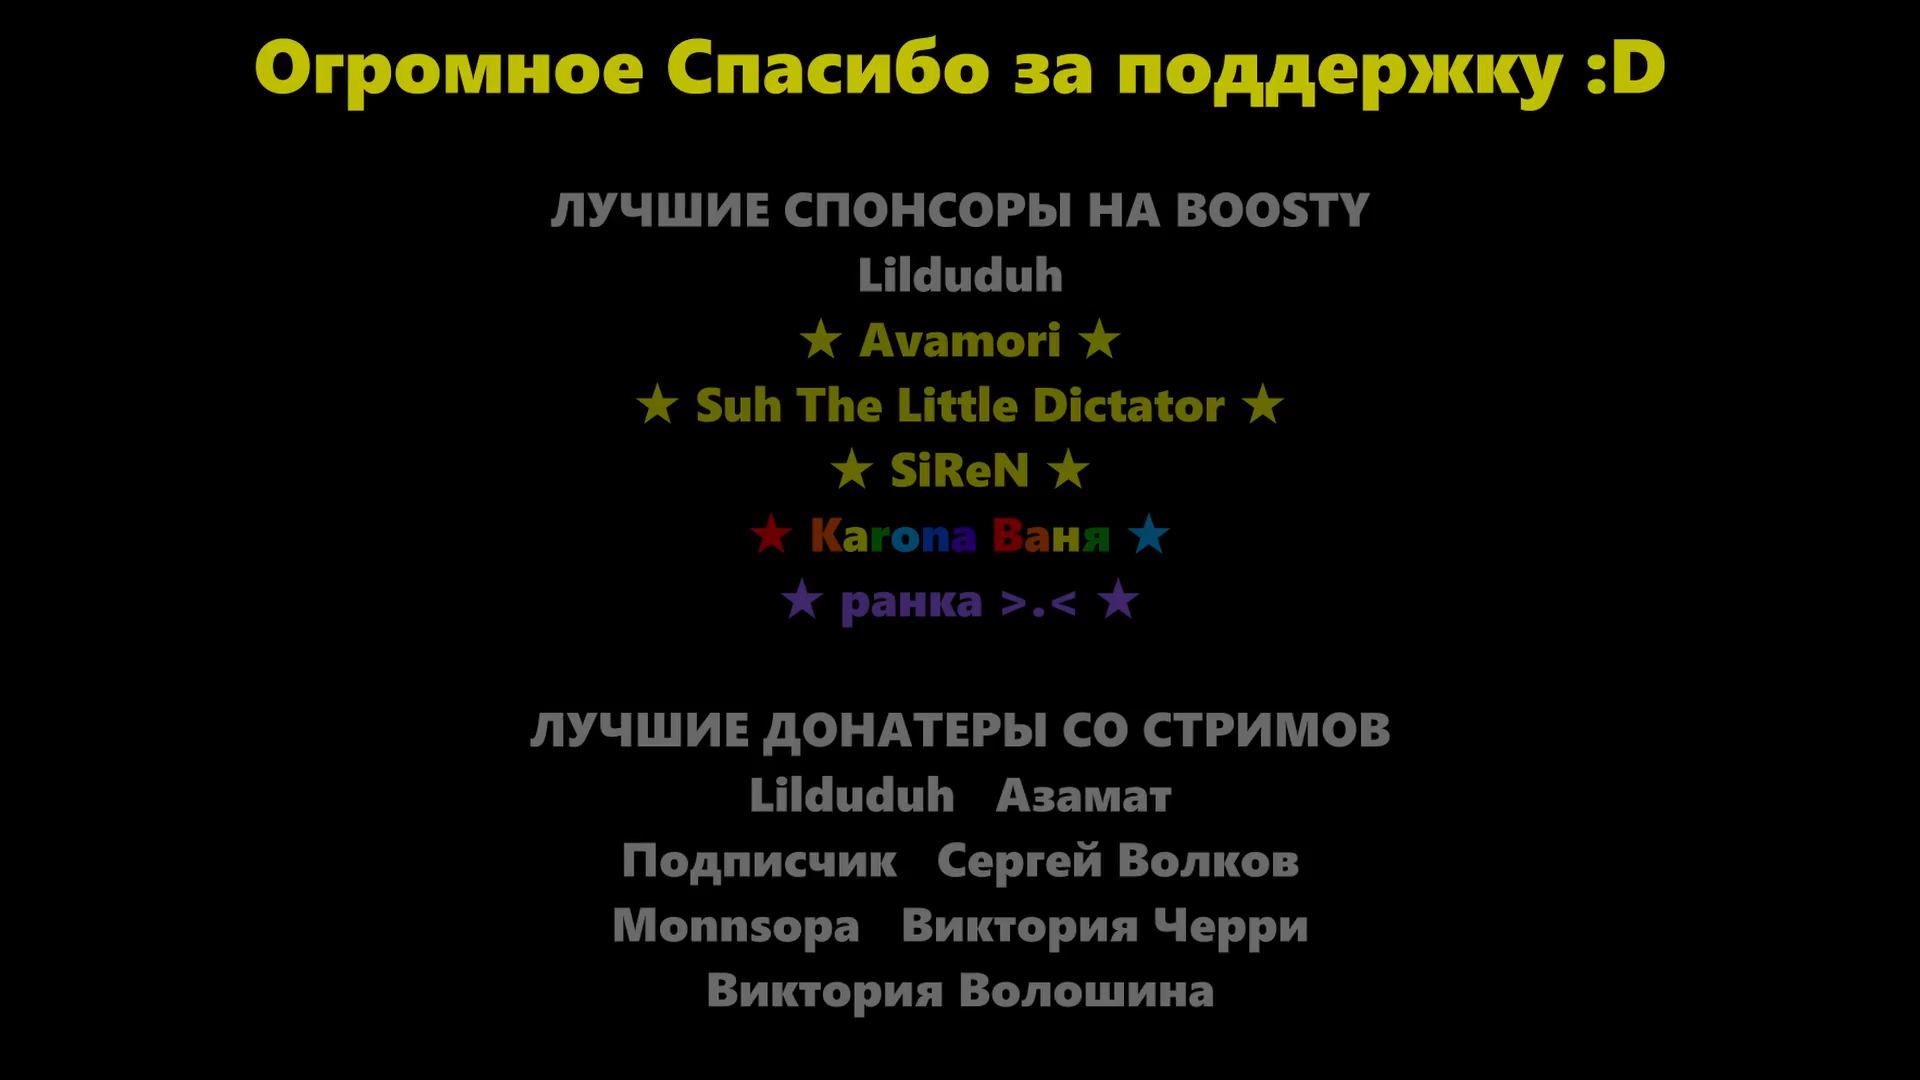 Огромное Спасибо за поддержку :D
ЛУЧШИЕ СПОНСОРЫ НА BOOSTY
Lilduduh
★ Avamori ★
★ Suh The Little Dictator ★
★ SiReN ★
★ Karona Ваня ★
★ ранка >.< ★
ЛУЧШИЕ ДОНАТЕРЫ СО СТРИМОВ
Lilduduh Азамат
Подписчик Сергей Волков
Monnsopa Виктория Черри
Виктория Волошина